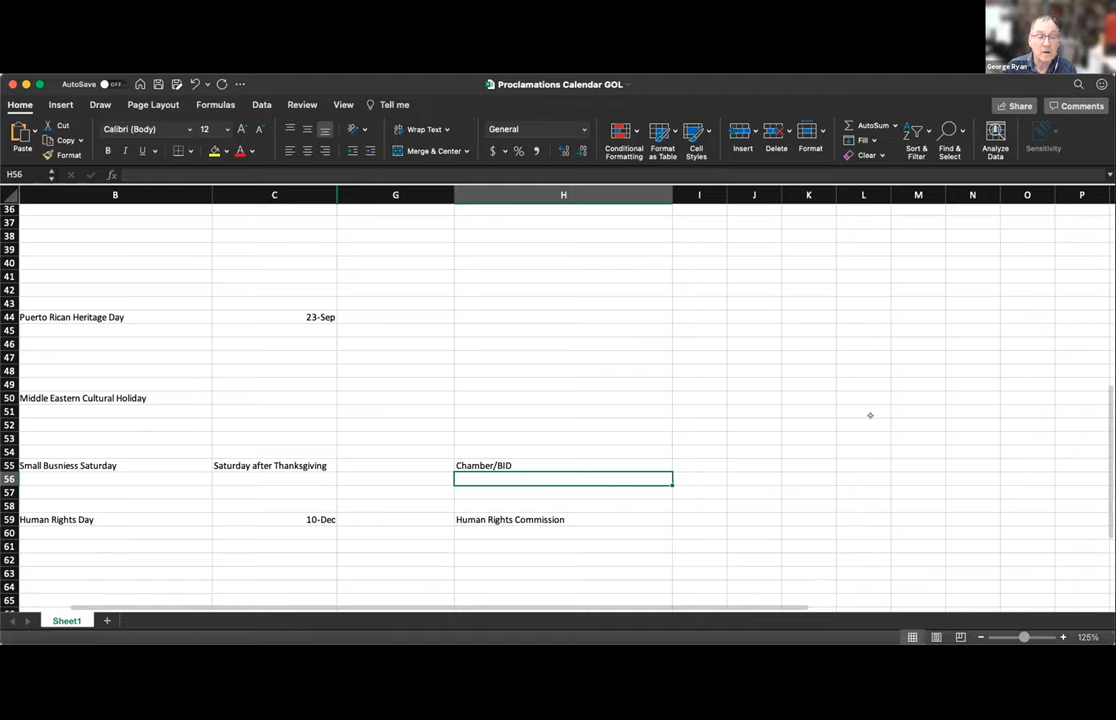 George Ryan
AutoSave OFF
Proclamations Calendar GOL
Home Insert Draw Page Layout Formulas Data Review View Tell me
Share Comments
Paste
Cut
Copy
Format
Calibri (Body) 12
B I U
Wrap Text
Merge & Center
General
$ % ,
Conditional Formatting
Format as Table
Cell Styles
Insert
Delete
Format
AutoSum
Fill
Clear
Sort & Filter
Find & Select
Analyze Data
Sensitivity
H56 fx
B C G H I J K L M N O P
36
37
38
39
40
41
42
43
44 Puerto Rican Heritage Day 23-Sep
45
46
47
48
49
50 Middle Eastern Cultural Holiday
51
52
53
54
55 Small Busniess Saturday Saturday after Thanksgiving Chamber/BID
56
57
58
59 Human Rights Day 10-Dec Human Rights Commission
60
61
62
63
64
65
Sheet1 +
125%